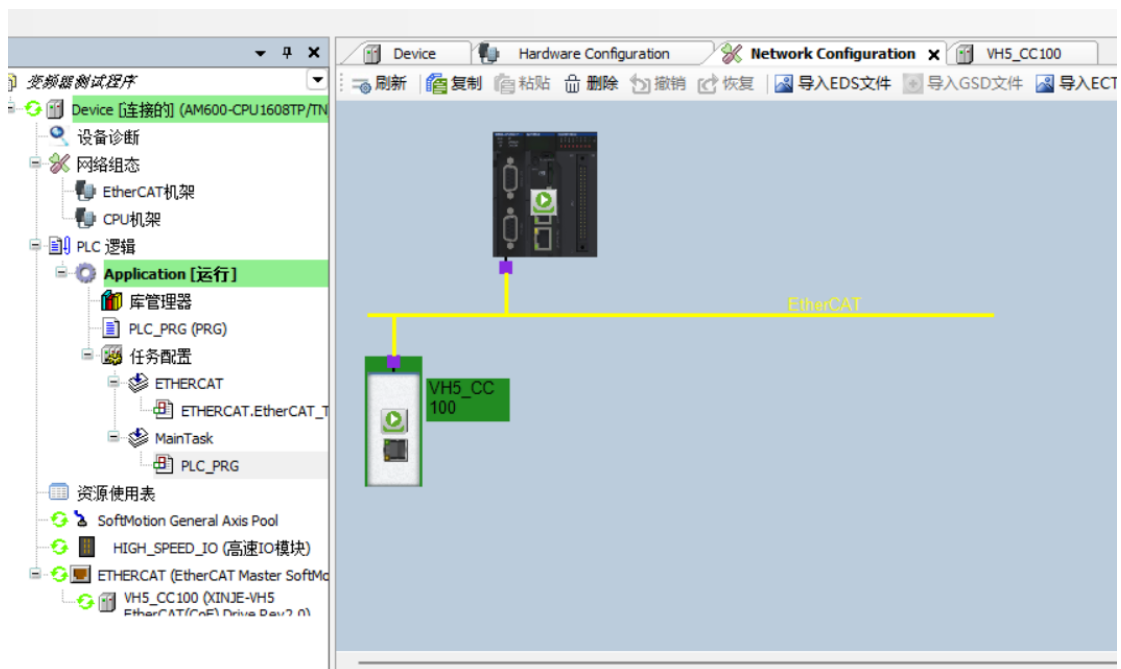 Device
Hardware Configuration
Network Configuration
VH5_CC100
变频器测试程序
刷新
复制
粘贴
删除
撤销
恢复
导入EDS文件
导入GSD文件
导入ECT
Device [连接的] (AM600-CPU1608TP/TN
设备诊断
网络组态
EtherCAT机架
CPU机架
PLC 逻辑
Application [运行]
库管理器
PLC_PRG (PRG)
任务配置
ETHERCAT
ETHERCAT.EtherCAT_T
MainTask
PLC_PRG
资源使用表
SoftMotion General Axis Pool
HIGH_SPEED_IO (高速IO模块)
ETHERCAT (EtherCAT Master SoftMo
VH5_CC100 (XINJE-VH5
EtherCAT(CoE) Drive Rev2.0)
EtherCAT
VH5_CC
100